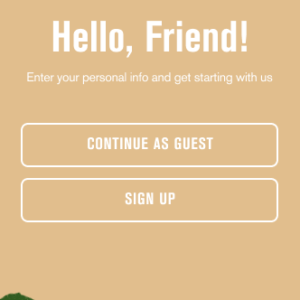 Hello, Friend!
Enter your personal info and get starting with us
CONTINUE AS GUEST
SIGN UP